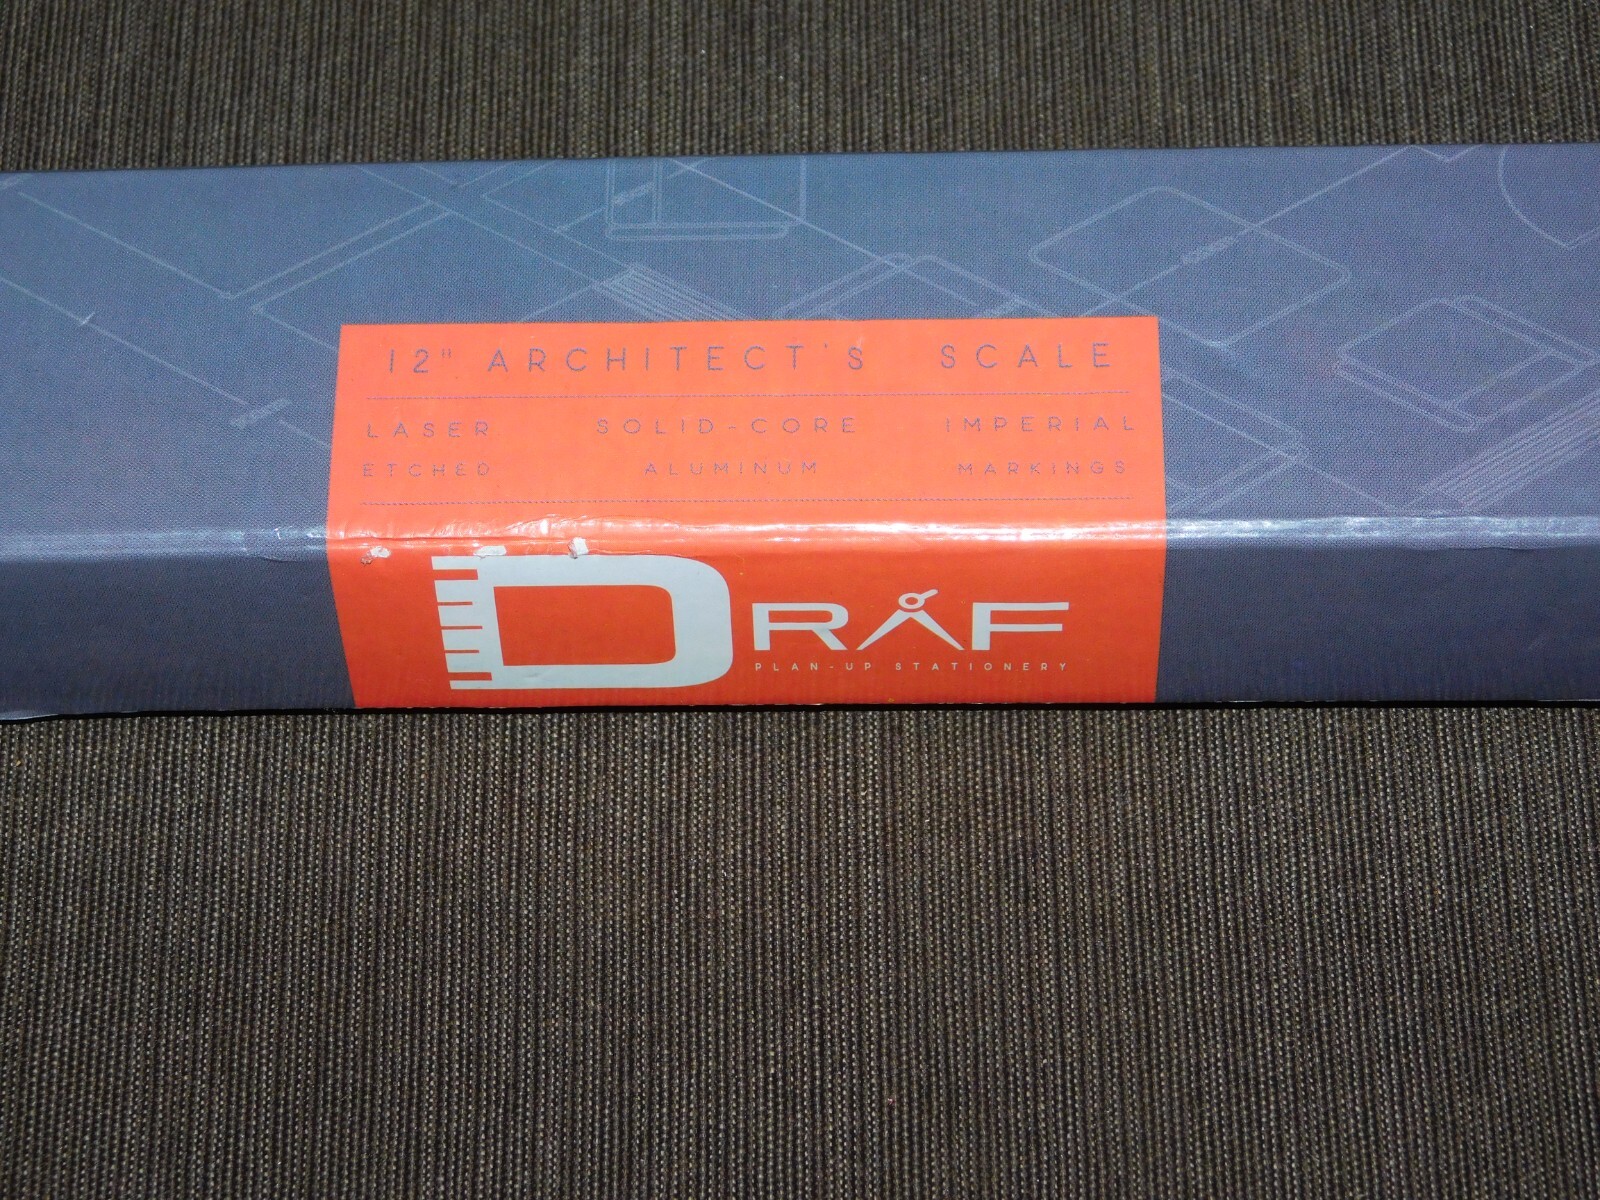 12" ARCHITECT'S SCALE
LASER SOLID-CORE IMPERIAL
ETCHED ALUMINUM MARKINGS
DRAF
PLAN-UP STATIONERY